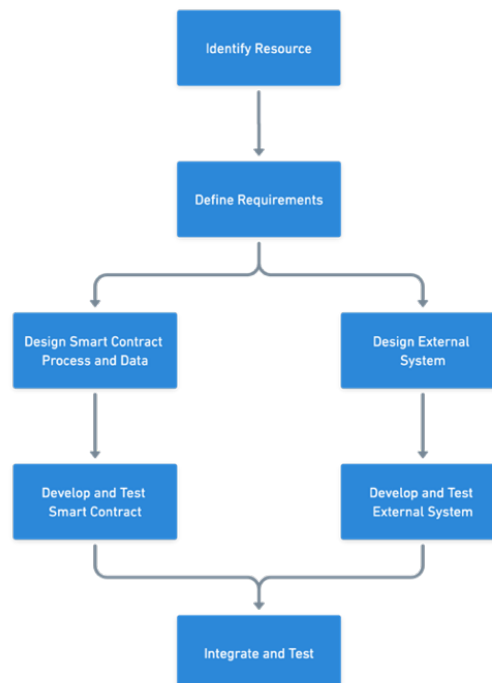 Identify Resource
Define Requirements
Design Smart Contract
Process and Data
Design External
System
Develop and Test
Smart Contract
Develop and Test
External System
Integrate and Test